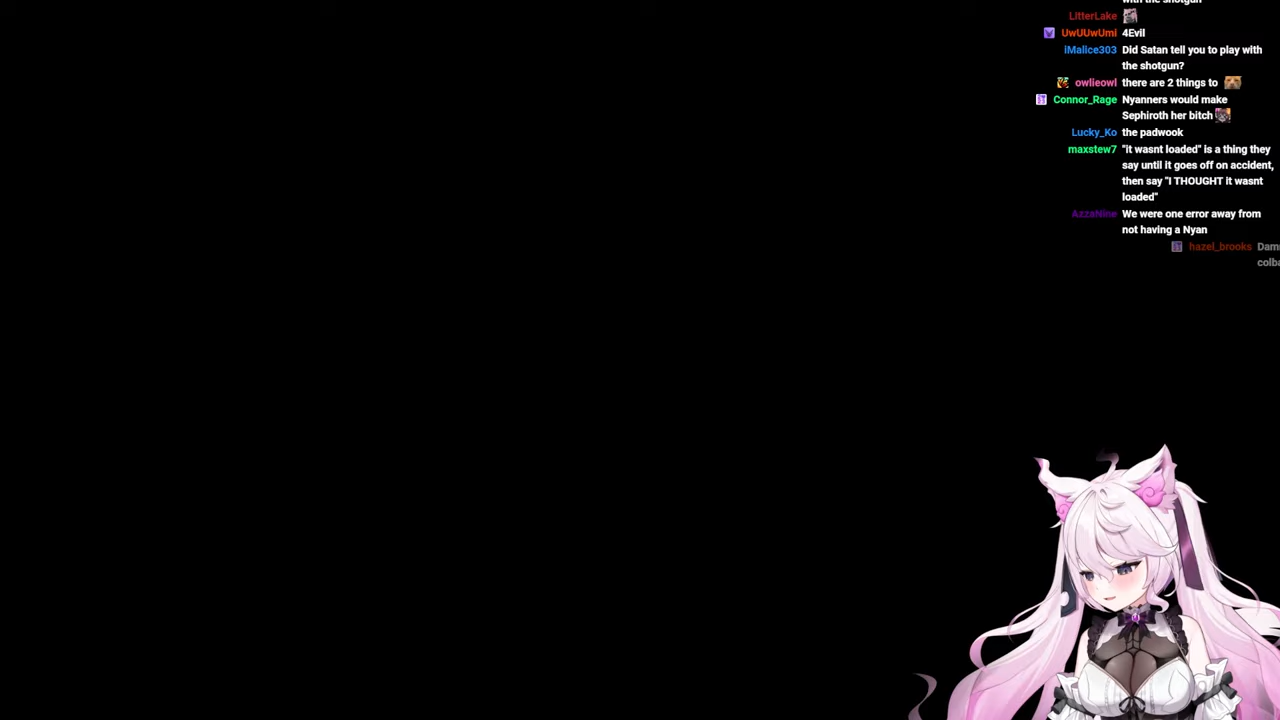 with the shotgun
LitterLake
UwUUwUmi 4Evil
iMalice303 Did Satan tell you to play with
the shotgun?
owlieowl there are 2 things to
Connor_Rage Nyanners would make
Sephiroth her bitch
Lucky_Ko the padwook
maxstew7 "it wasnt loaded" is a thing they
say until it goes off on accident,
then say "I THOUGHT it wasnt
loaded"
AzzaNine We were one error away from
not having a Nyan
hazel_brooks